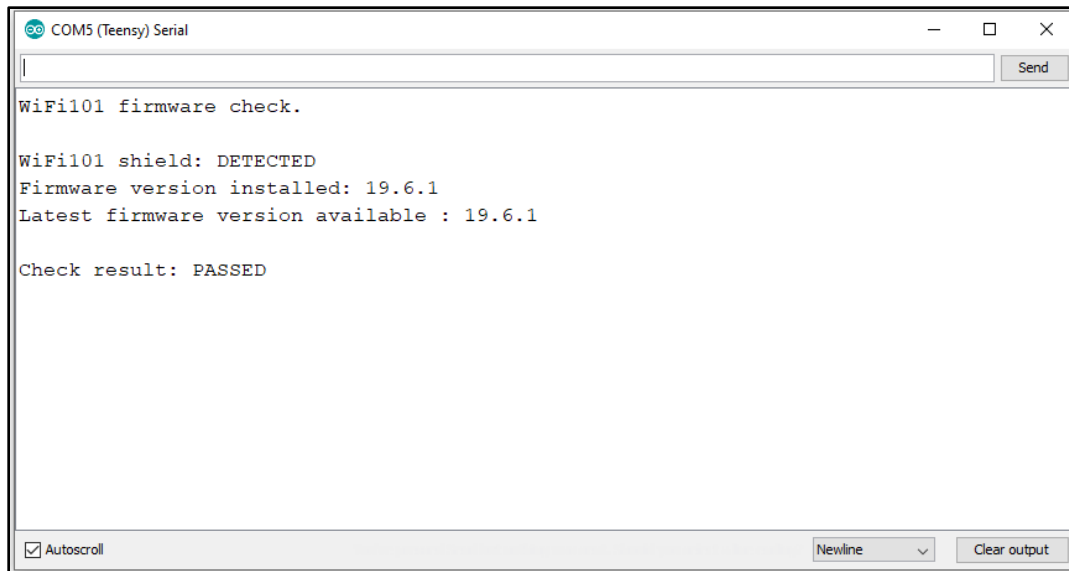 COM5 (Teensy) Serial
Send
WiFi101 firmware check.
WiFi101 shield: DETECTED
Firmware version installed: 19.6.1
Latest firmware version available : 19.6.1
Check result: PASSED
Autoscroll
Newline
Clear output